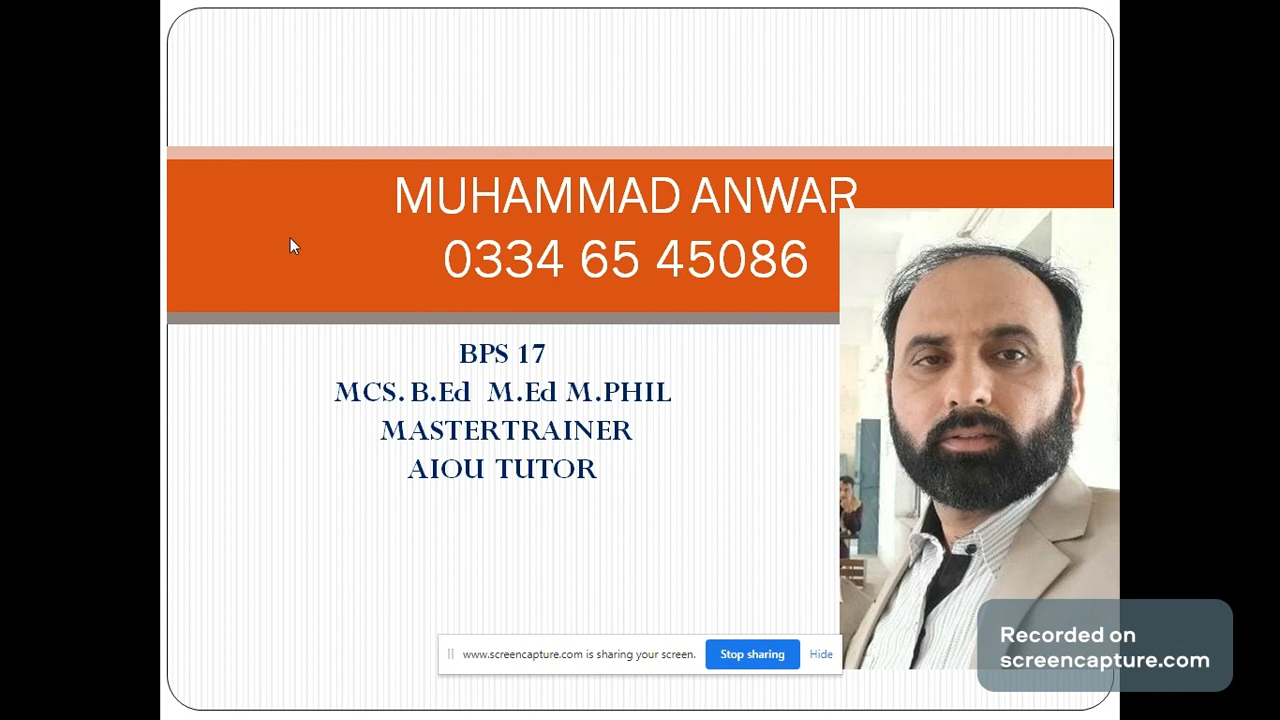 MUHAMMAD ANWAR
0334 65 45086
BPS 17
MCS. B.Ed M.Ed M.PHIL
MASTERTRAINER
AIOU TUTOR
www.screencapture.com is sharing your screen.
Stop sharing
Hide
Recorded on
screencapture.com